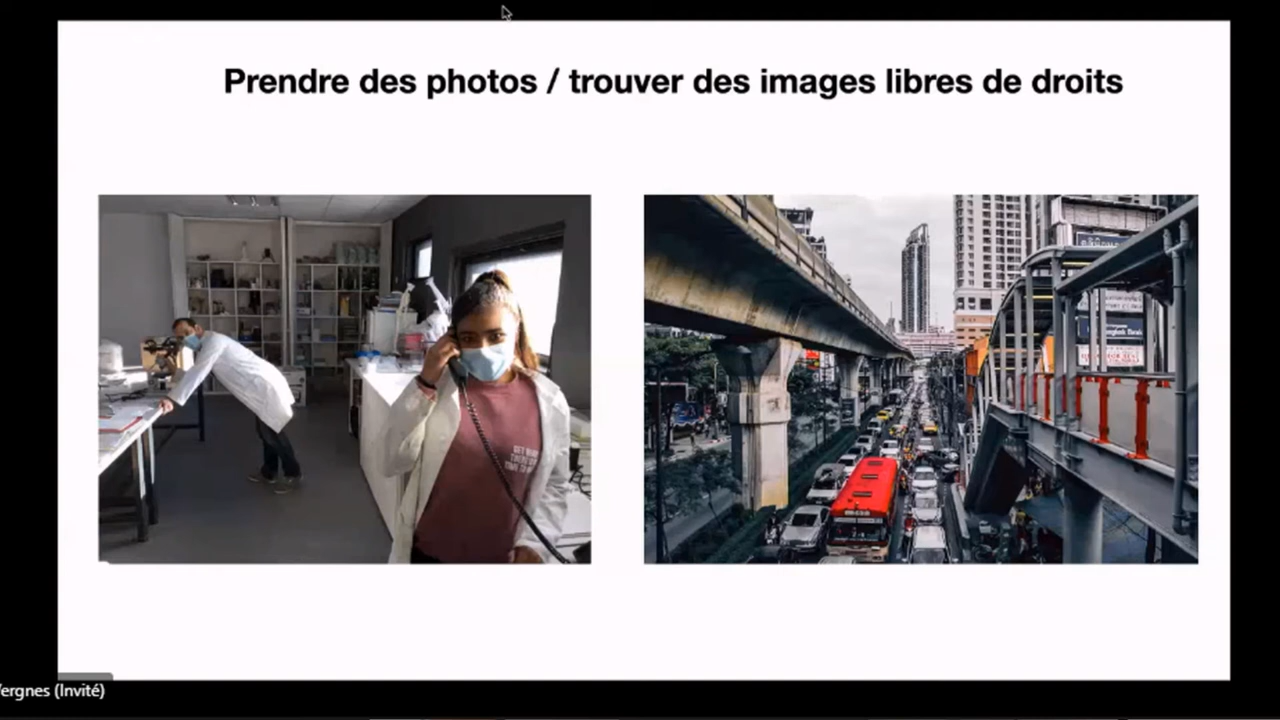 Prendre des photos / trouver des images libres de droits
ergnes (Invité)